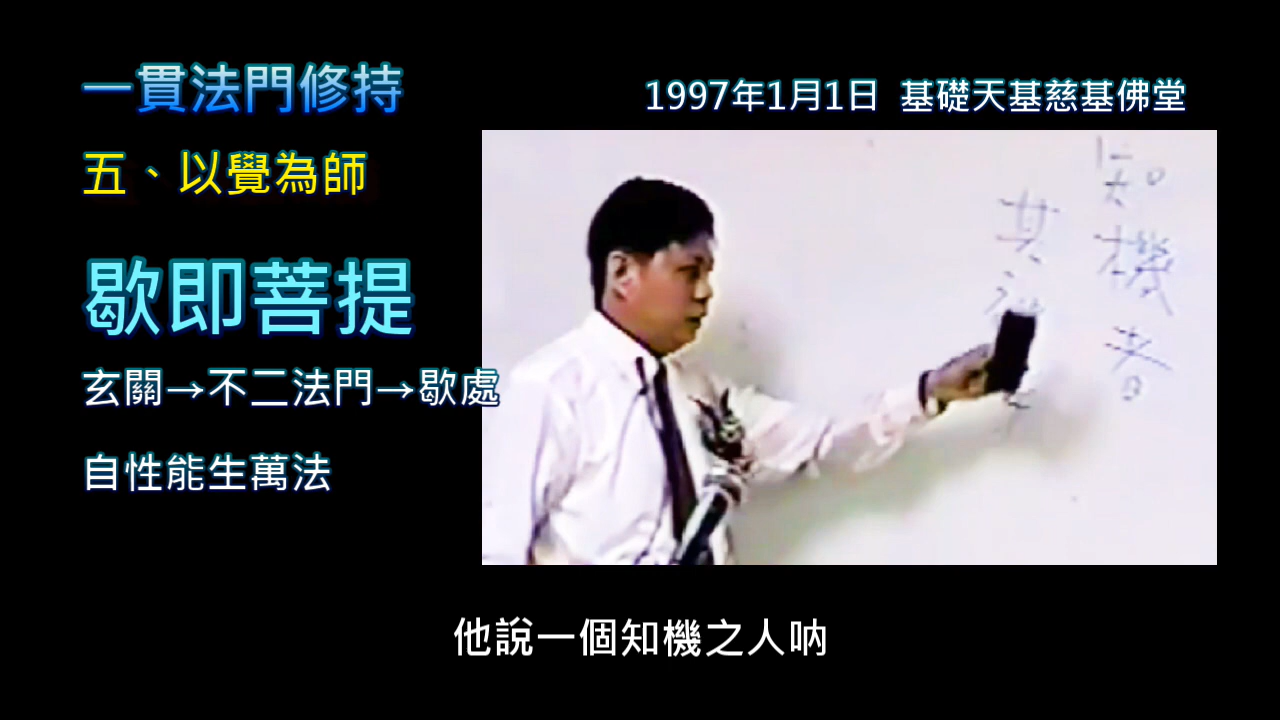 一貫法門修持
1997年1月1日 基礎天基慈基佛堂
五、以覺為師
歇即菩提
玄關→不二法門→歇處
自性能生萬法
知機者
其神
他說一個知機之人吶